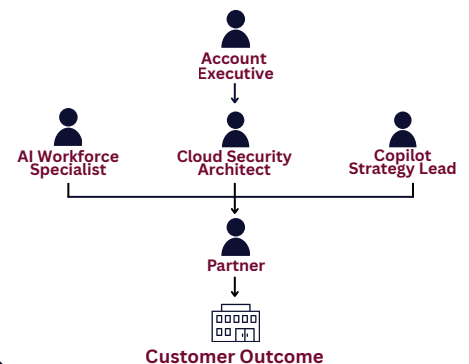 Account
Executive
AI Workforce
Specialist
Cloud Security
Architect
Copilot
Strategy Lead
Partner
Customer Outcome